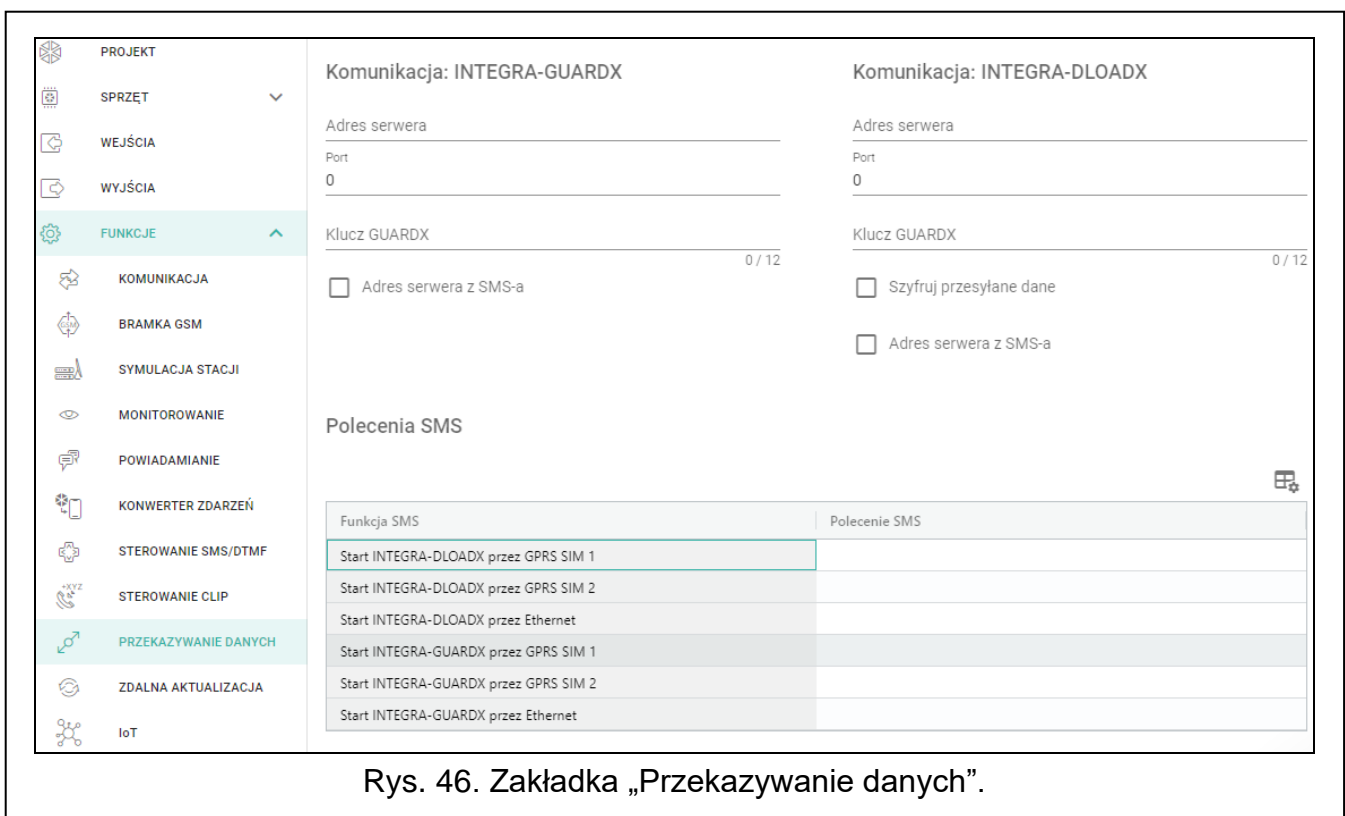 PROJEKT
SPRZĘT
WEJŚCIA
WYJŚCIA
FUNKCJE
KOMUNIKACJA
BRAMKA GSM
SYMULACJA STACJI
MONITOROWANIE
POWIADAMIANIE
KONWERTER ZDARZEŃ
STEROWANIE SMS/DTMF
+XYZ
STEROWANIE CLIP
PRZEKAZYWANIE DANYCH
ZDALNA AKTUALIZACJA
IoT
Komunikacja: INTEGRA-GUARDX
Adres serwera
Port
0
Klucz GUARDX
0 / 12
Adres serwera z SMS-a
Komunikacja: INTEGRA-DLOADX
Adres serwera
Port
0
Klucz GUARDX
0 / 12
Szyfruj przesyłane dane
Adres serwera z SMS-a
Polecenia SMS
Funkcja SMS Polecenie SMS
Start INTEGRA-DLOADX przez GPRS SIM 1
Start INTEGRA-DLOADX przez GPRS SIM 2
Start INTEGRA-DLOADX przez Ethernet
Start INTEGRA-GUARDX przez GPRS SIM 1
Start INTEGRA-GUARDX przez GPRS SIM 2
Start INTEGRA-GUARDX przez Ethernet
Rys. 46. Zakładka „Przekazywanie danych”.